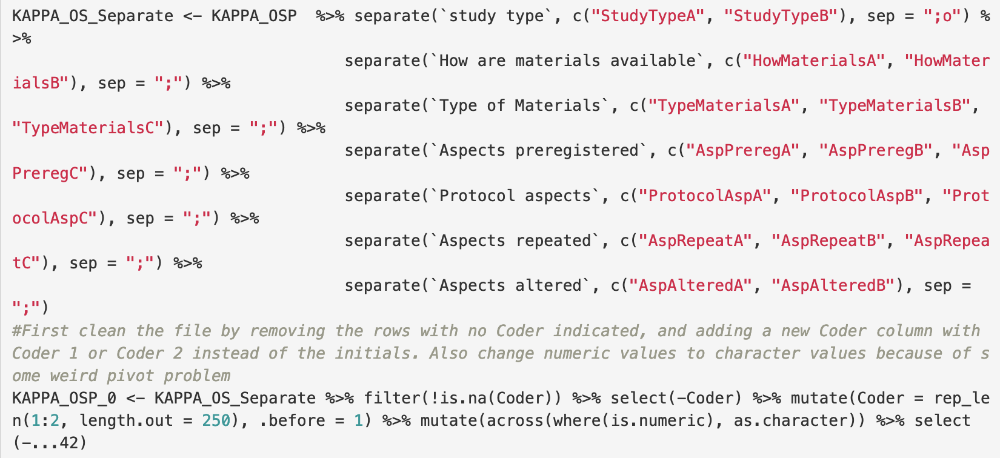 KAPPA_OS_Separate <- KAPPA_OSP  %>% separate(`study type`, c("StudyTypeA", "StudyTypeB"), sep = ";o") %
>%
                                   separate(`How are materials available`, c("HowMaterialsA", "HowMater
ialsB"), sep = ";") %>%
                                   separate(`Type of Materials`, c("TypeMaterialsA", "TypeMaterialsB",
"TypeMaterialsC"), sep = ";") %>%
                                   separate(`Aspects preregistered`, c("AspPreregA", "AspPreregB", "Asp
PreregC"), sep = ";") %>%
                                   separate(`Protocol aspects`, c("ProtocolAspA", "ProtocolAspB", "Prot
ocolAspC"), sep = ";") %>%
                                   separate(`Aspects repeated`, c("AspRepeatA", "AspRepeatB", "AspRepea
tC"), sep = ";") %>%
                                   separate(`Aspects altered`, c("AspAlteredA", "AspAlteredB"), sep =
";")
#First clean the file by removing the rows with no Coder indicated, and adding a new Coder column with
Coder 1 or Coder 2 instead of the initials. Also change numeric values to character values because of s
ome weird pivot problem
KAPPA_OSP_0 <- KAPPA_OS_Separate %>% filter(!is.na(Coder)) %>% select(-Coder) %>% mutate(Coder = rep_le
n(1:2, length.out = 250), .before = 1) %>% mutate(across(where(is.numeric), as.character)) %>% select
(-...42)